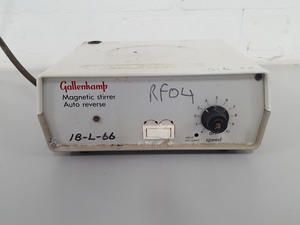 Gallenkamp
Magnetic stirrer
Auto reverse
RF04
18-L-66
speed